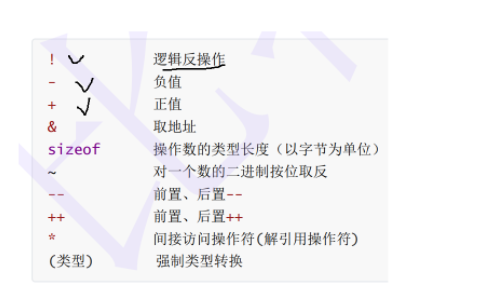 ! 逻辑反操作
- 负值
+ 正值
& 取地址
sizeof 操作数的类型长度（以字节为单位）
~ 对一个数的二进制按位取反
-- 前置、后置--
++ 前置、后置++
* 间接访问操作符(解引用操作符)
(类型) 强制类型转换